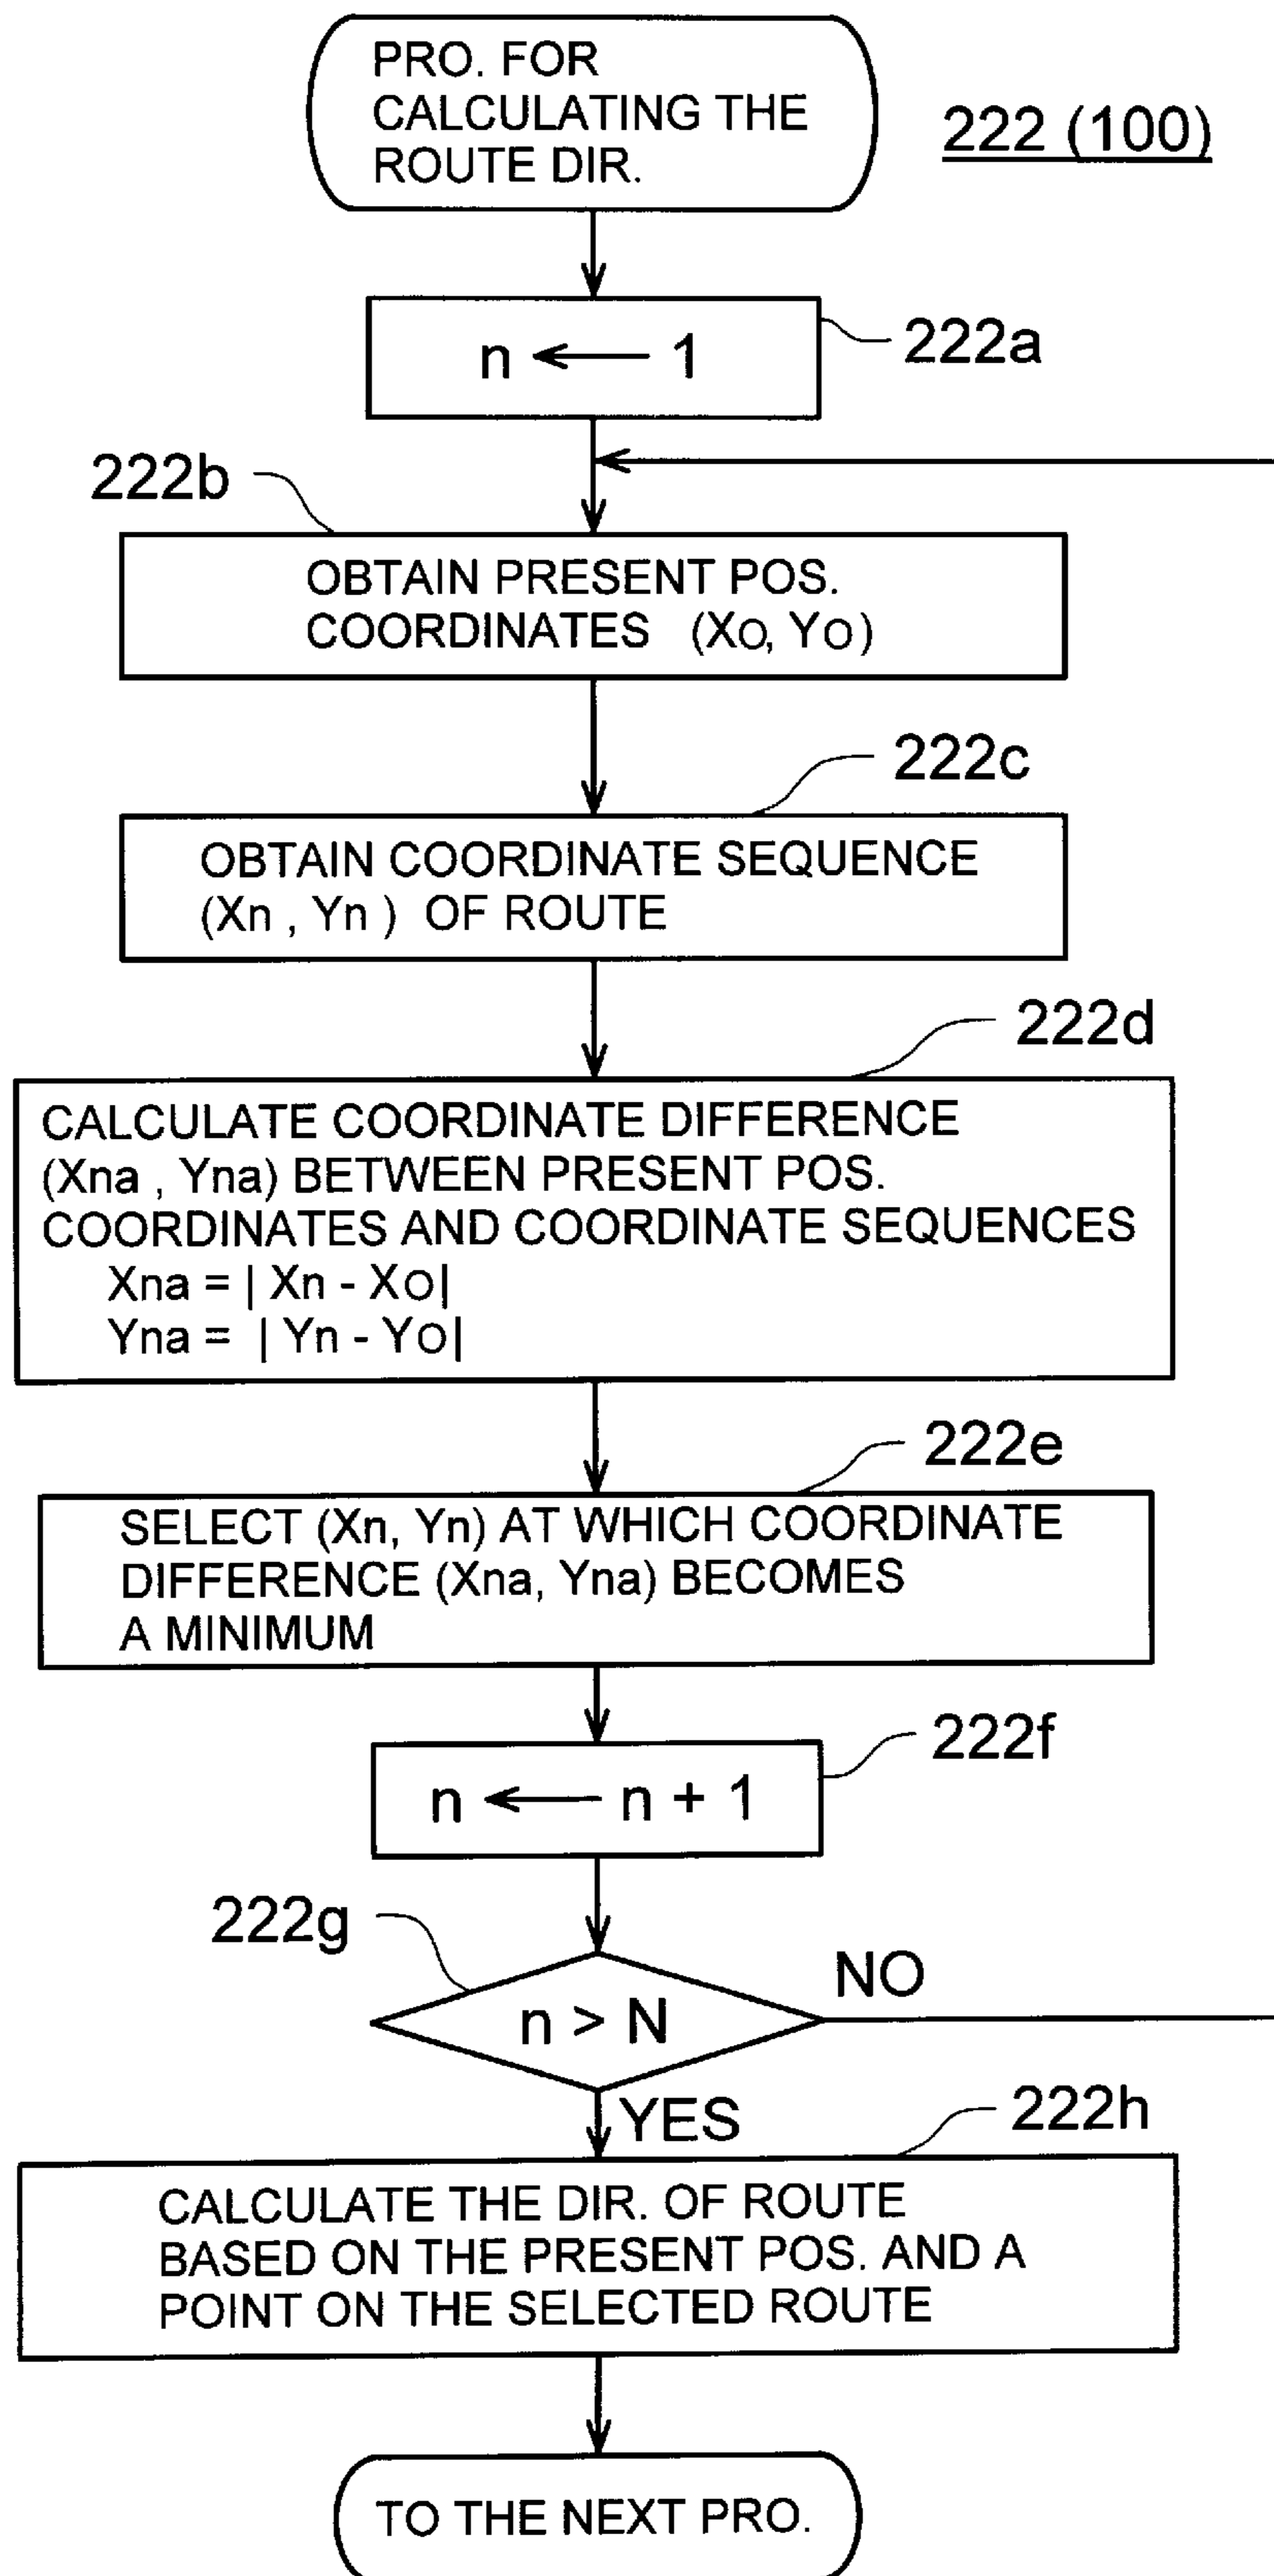 PRO. FOR
CALCULATING THE
ROUTE DIR.
222 (100)
n ← 1
222a
222b
OBTAIN PRESENT POS.
COORDINATES (XO, YO)
222c
OBTAIN COORDINATE SEQUENCE
(Xn , Yn ) OF ROUTE
222d
CALCULATE COORDINATE DIFFERENCE
(Xna , Yna) BETWEEN PRESENT POS.
COORDINATES AND COORDINATE SEQUENCES
Xna = | Xn - XO|
Yna = | Yn - YO|
222e
SELECT (Xn, Yn) AT WHICH COORDINATE
DIFFERENCE (Xna, Yna) BECOMES
A MINIMUM
222f
n ← n + 1
222g
NO
n > N
YES
222h
CALCULATE THE DIR. OF ROUTE
BASED ON THE PRESENT POS. AND A
POINT ON THE SELECTED ROUTE
TO THE NEXT PRO.